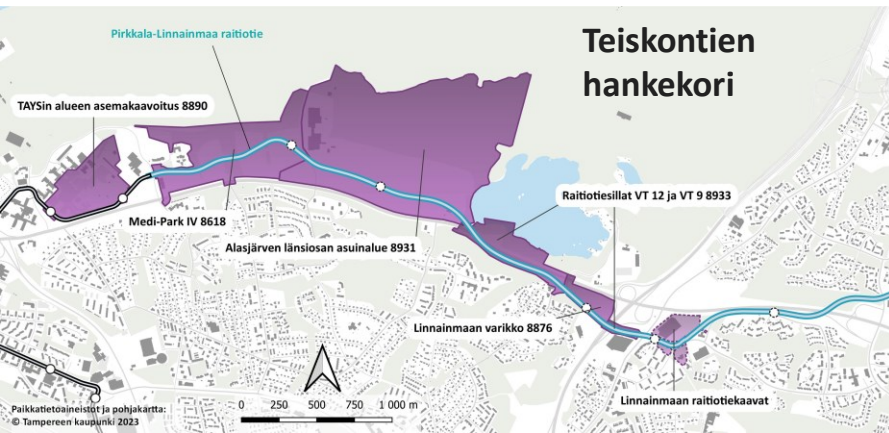 Teiskontien
hankekori
Pirkkala-Linnainmaa raitiotie
TAYSin alueen asemakaavoitus 8890
Raitiotiesillat VT 12 ja VT 9 8933
Medi-Park IV 8618
Alasjärven länsiosan asuinalue 8931
Linnainmaan varikko 8876
Linnainmaan raitiotiekaavat
0 250 500 750 1 000 m
Paikkatietoaineistot ja pohjakartta:
© Tampereen kaupunki 2023